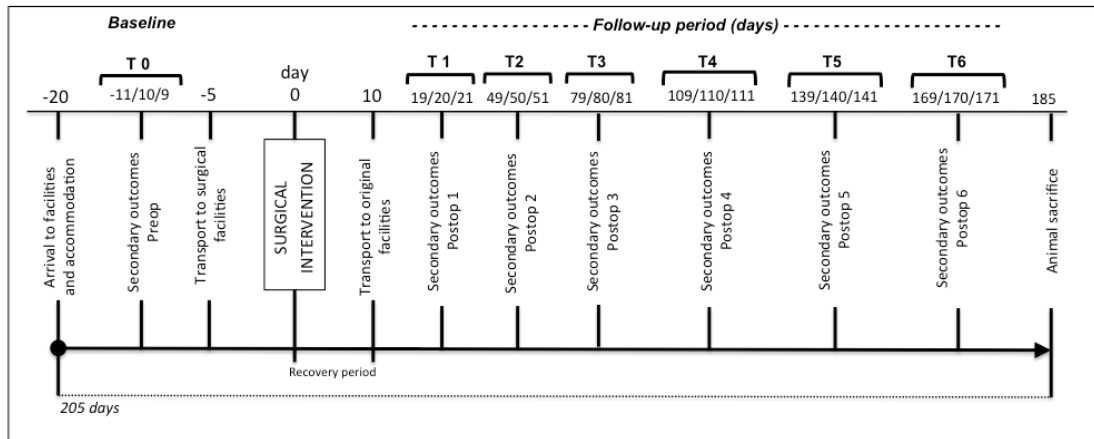 Baseline
- - - - - - - - - - - - - - - Follow-up period (days) - - - - - - - - - - - - - - - - - - -
T 0
day
T 1
T2
T3
T4
T5
T6
-20
-11/10/9
-5
0
10
19/20/21
49/50/51
79/80/81
109/110/111
139/140/141
169/170/171
185
Arrival to facilities
and accommodation
Secondary outcomes
Preop
Transport to surgical
facilities
SURGICAL
INTERVENTION
Transport to original
facilities
Secondary outcomes
Postop 1
Secondary outcomes
Postop 2
Secondary outcomes
Postop 3
Secondary outcomes
Postop 4
Secondary outcomes
Postop 5
Secondary outcomes
Postop 6
Animal sacrifice
Recovery period
205 days